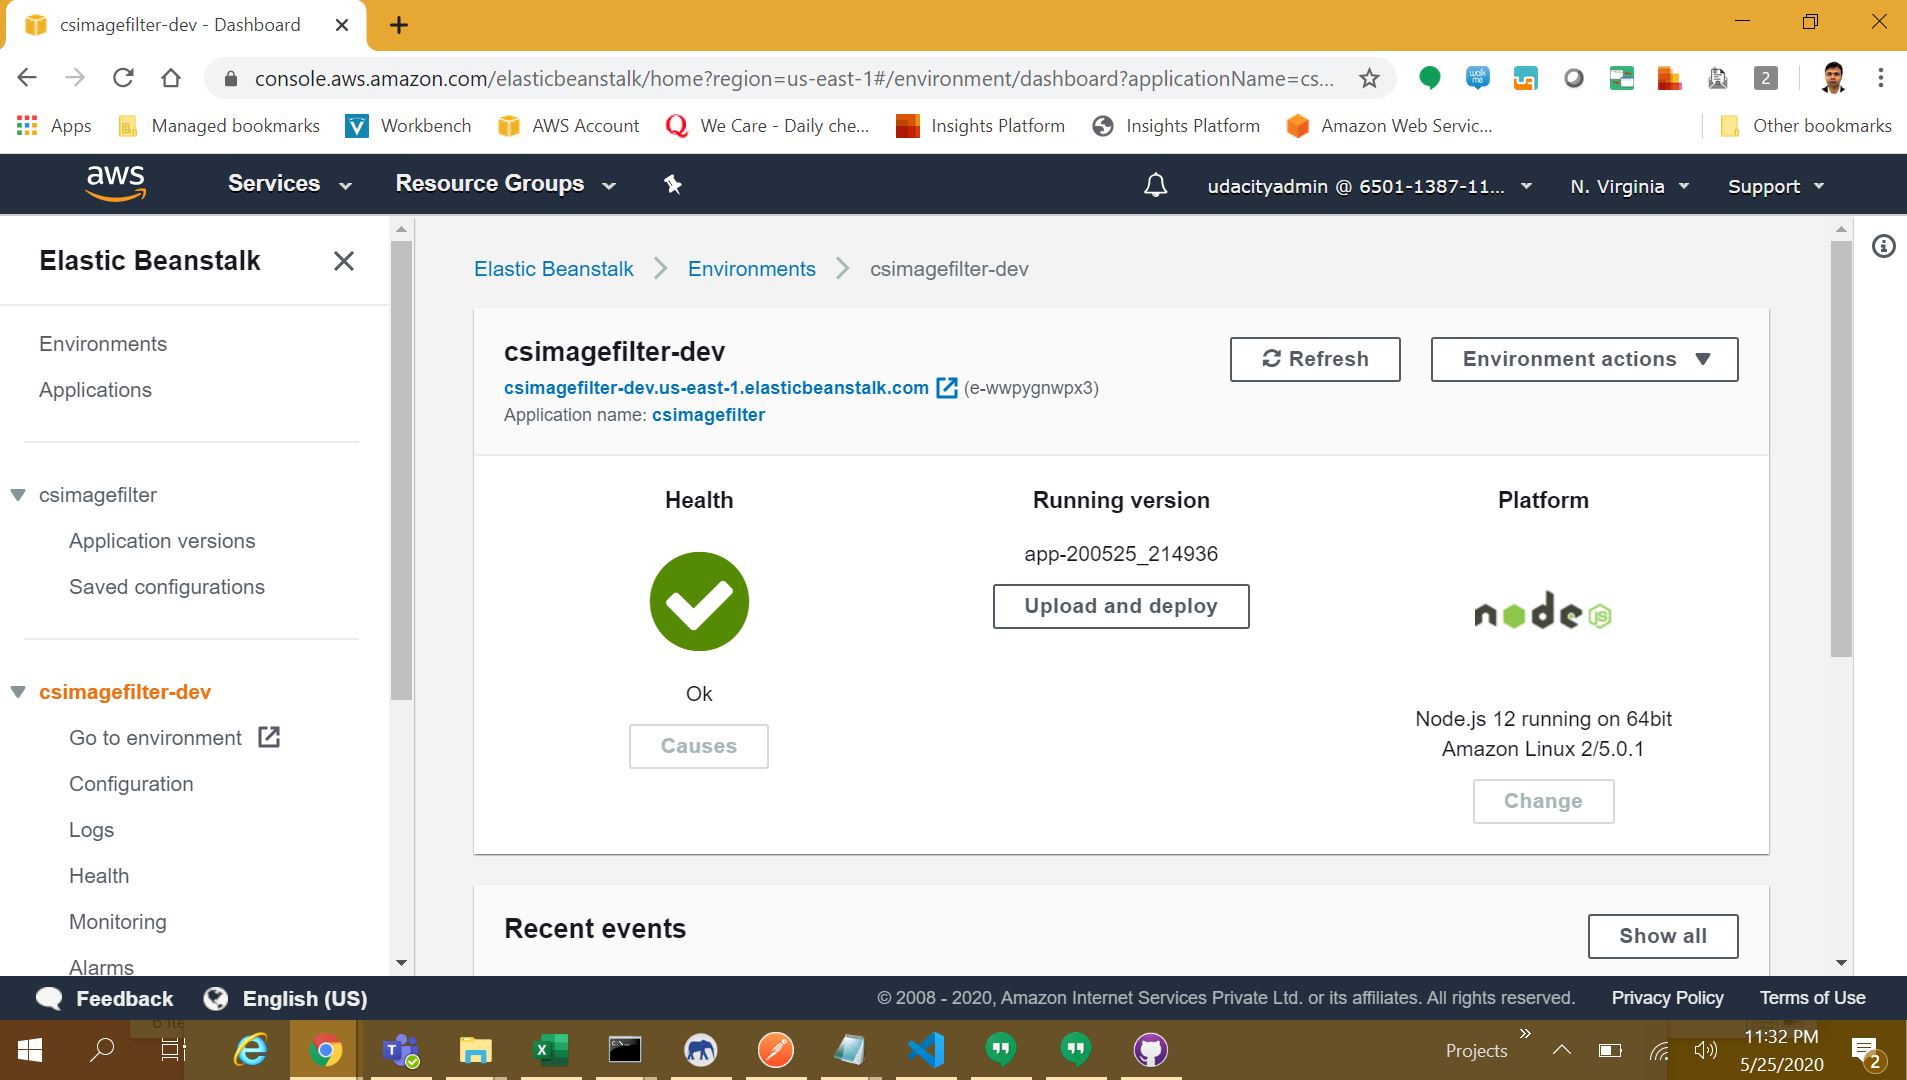 csimagefilter-dev - Dashboard
console.aws.amazon.com/elasticbeanstalk/home?region=us-east-1#/environment/dashboard?applicationName=cs...
2
Apps
Managed bookmarks
Workbench
AWS Account
We Care - Daily che...
Insights Platform
Insights Platform
Amazon Web Servic...
Other bookmarks
aws
Services
Resource Groups
udacityadmin @ 6501-1387-11...
N. Virginia
Support
Elastic Beanstalk
Environments
Applications
csimagefilter
Application versions
Saved configurations
csimagefilter-dev
Go to environment
Configuration
Logs
Health
Monitoring
Alarms
Elastic Beanstalk
Environments
csimagefilter-dev
csimagefilter-dev
csimagefilter-dev.us-east-1.elasticbeanstalk.com (e-wwpygnwpx3)
Application name: csimagefilter
Refresh
Environment actions
Health
Ok
Causes
Running version
app-200525_214936
Upload and deploy
Platform
node JS
Node.js 12 running on 64bit
Amazon Linux 2/5.0.1
Change
Recent events
Show all
Feedback
English (US)
© 2008 - 2020, Amazon Internet Services Private Ltd. or its affiliates. All rights reserved.
Privacy Policy
Terms of Use
Projects
11:32 PM
5/25/2020
2